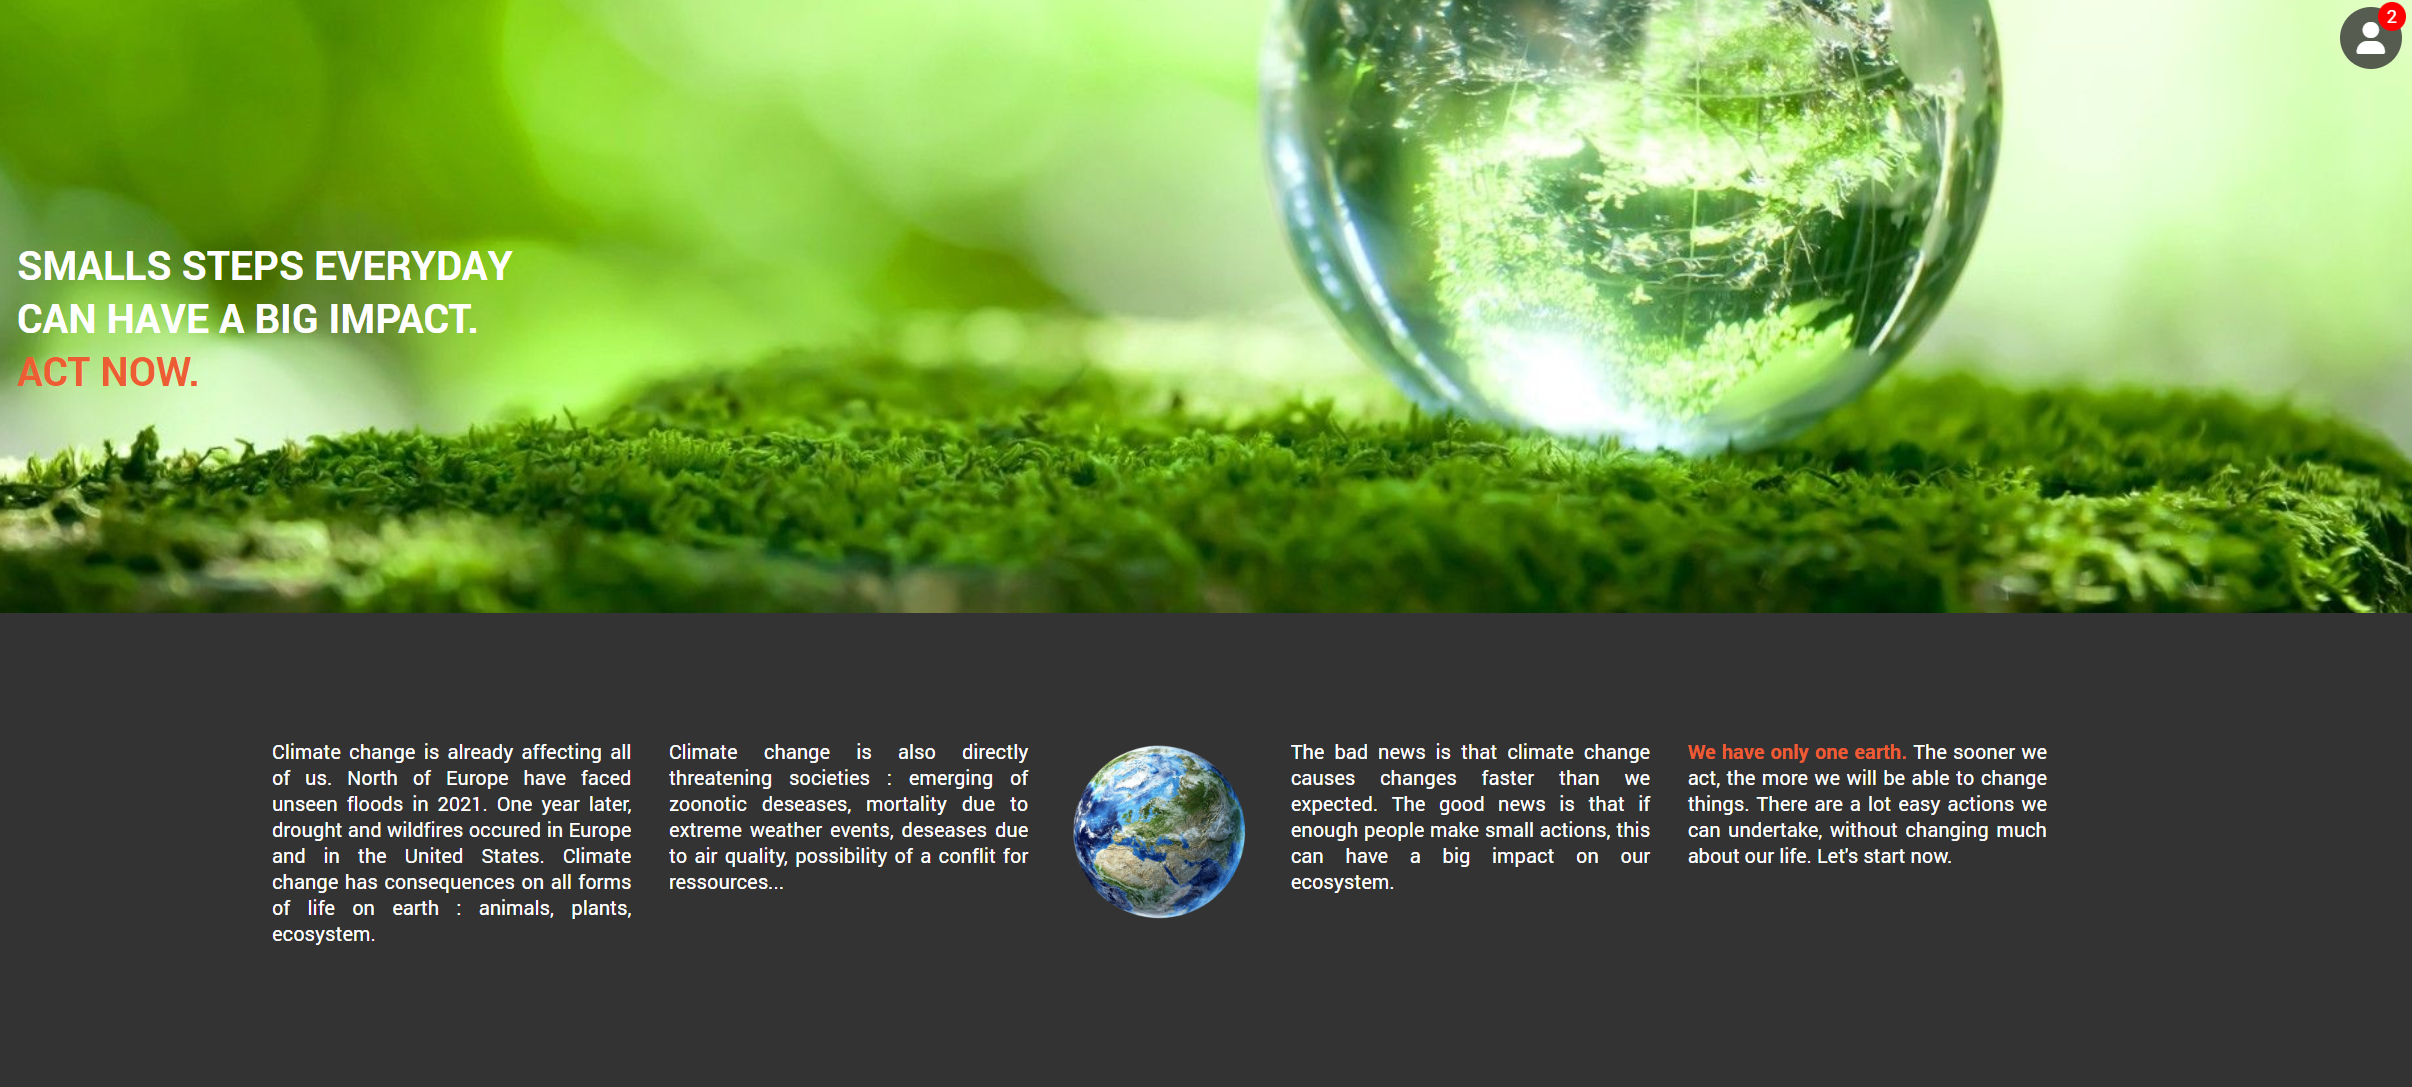 2
SMALLS STEPS EVERYDAY
CAN HAVE A BIG IMPACT.
ACT NOW.
Climate change is already affecting all
of us. North of Europe have faced
unseen floods in 2021. One year later,
drought and wildfires occured in Europe
and in the United States. Climate
change has consequences on all forms
of life on earth : animals, plants,
ecosystem.
Climate change is also directly
threatening societies : emerging of
zoonotic deseases, mortality due to
extreme weather events, deseases due
to air quality, possibility of a conflit for
ressources...
The bad news is that climate change
causes changes faster than we
expected. The good news is that if
enough people make small actions, this
can have a big impact on our
ecosystem.
We have only one earth. The sooner we
act, the more we will be able to change
things. There are a lot easy actions we
can undertake, without changing much
about our life. Let's start now.